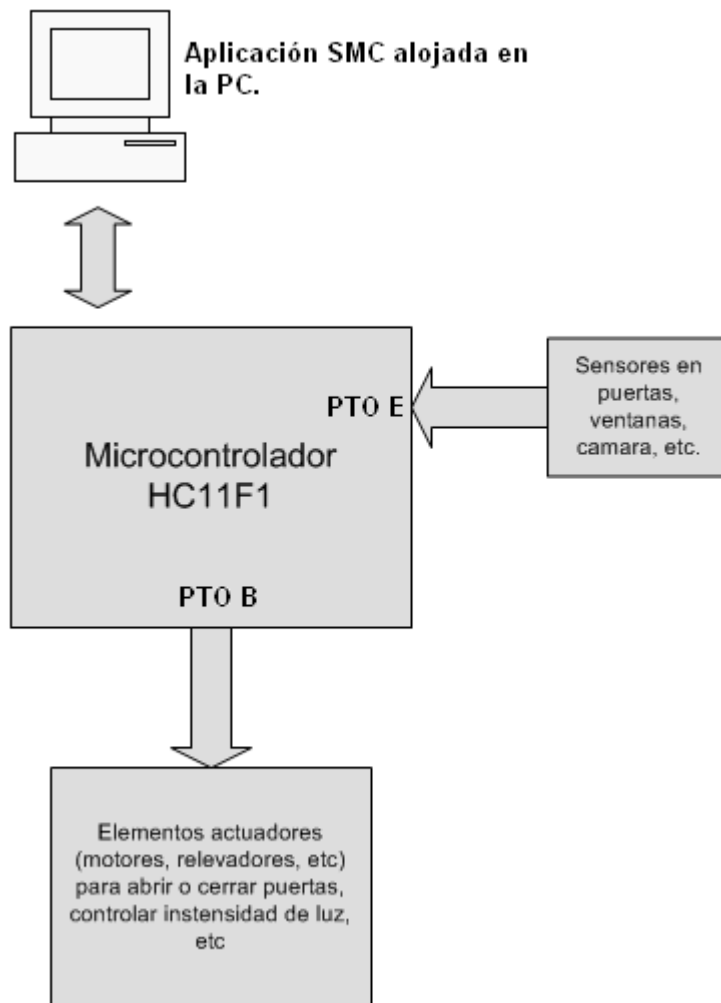 Aplicación SMC alojada en
la PC.
Sensores en
puertas,
ventanas,
camara, etc.
PTO E
Microcontrolador
HC11F1
PTO B
Elementos actuadores
(motores, relevadores, etc)
para abrir o cerrar puertas,
controlar instensidad de luz,
etc